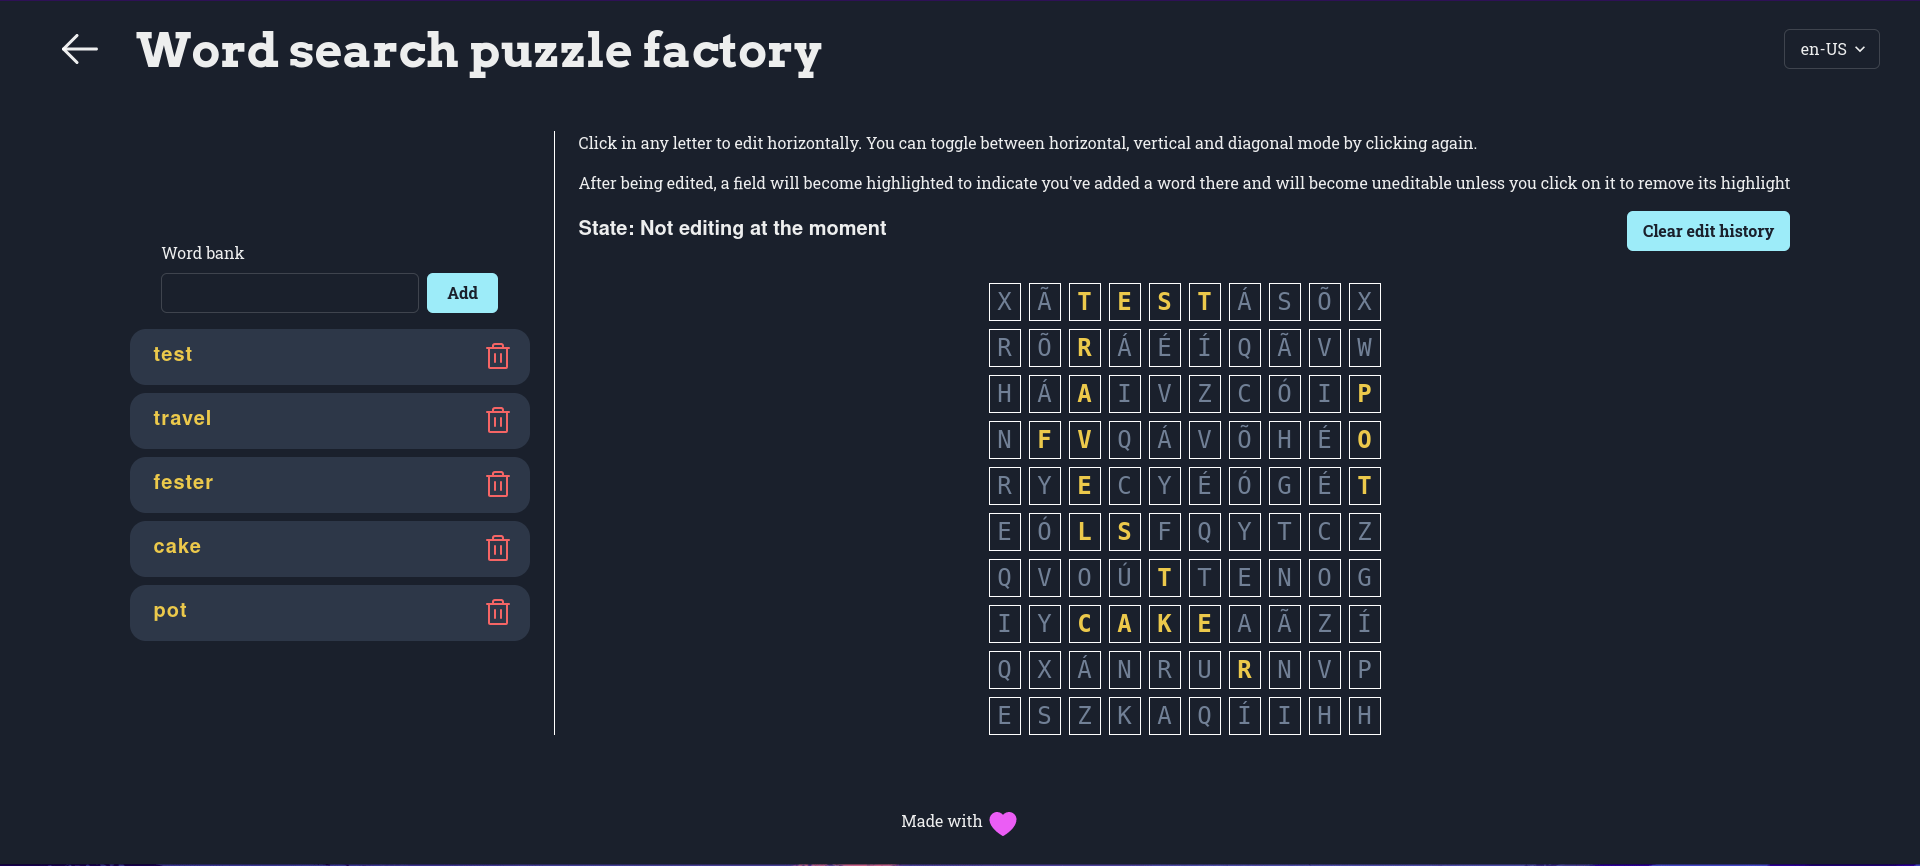 Word search puzzle factory
en-US
Click in any letter to edit horizontally. You can toggle between horizontal, vertical and diagonal mode by clicking again.
After being edited, a field will become highlighted to indicate you've added a word there and will become uneditable unless you click on it to remove its highlight
State: Not editing at the moment
Clear edit history
Word bank
Add
test
travel
fester
cake
pot
X Ã T E S T Á S Õ X
R Õ R Á É Í Q Ã V W
H Á A I V Z C Ó I P
N F V Q Á V Õ H É O
R Y E C Y É Ó G É T
E Ó L S F Q Y T C Z
Q V O Ú T T E N O G
I Y C A K E A Ã Z Í
Q X Á N R U R N V P
E S Z K A Q Í I H H
Made with